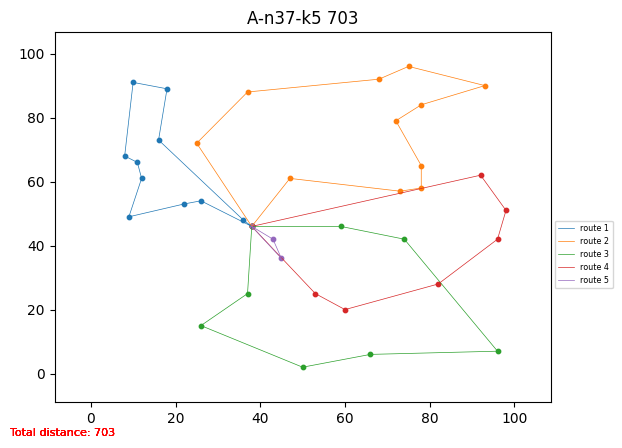 A-n37-k5 703
100
80
60
40
20
0
0 20 40 60 80 100
route 1
route 2
route 3
route 4
route 5
Total distance: 703